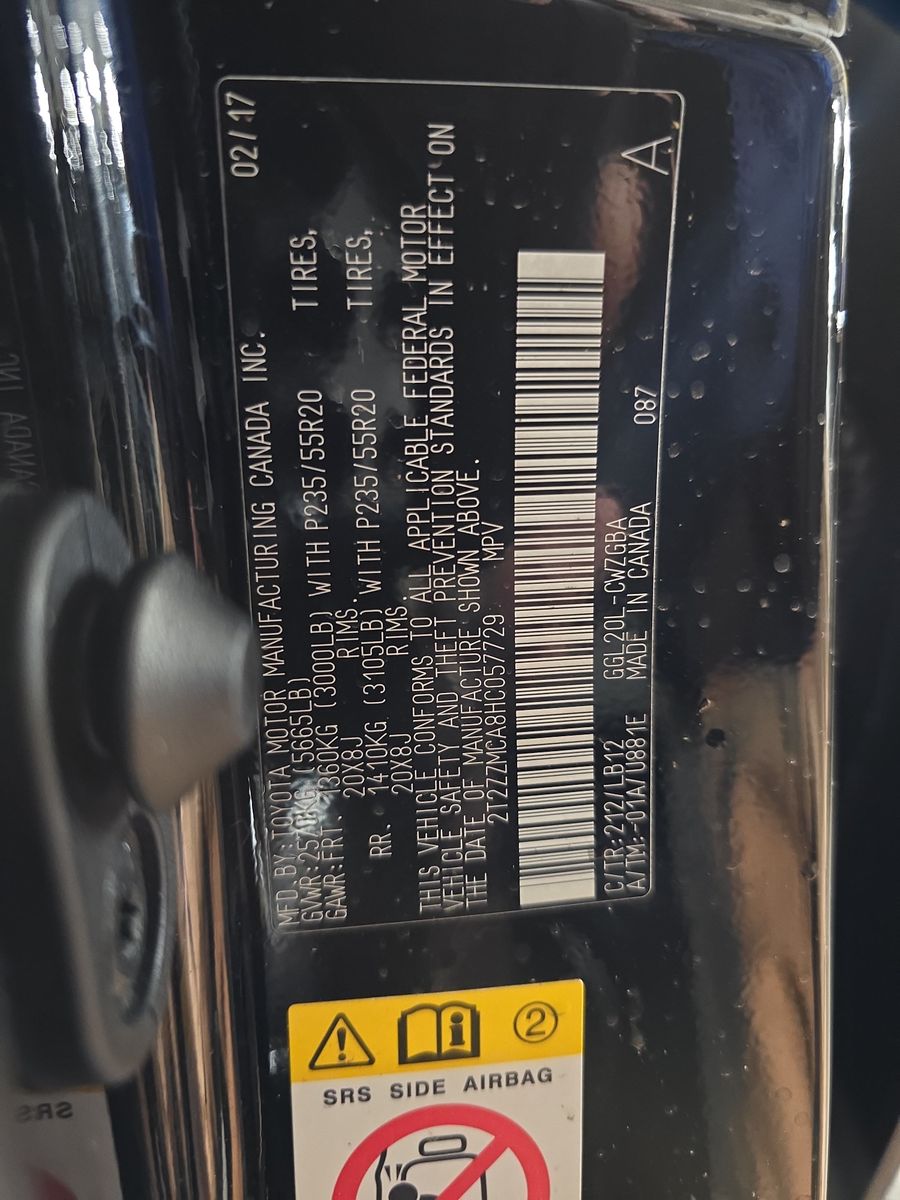 MFD.BY:TOYOTA MOTOR MANUFACTURING CANADA INC. 02/17
GVWR:2570KG(5665LB)
GAWR:FRT. 1360KG (3000LB) WITH P235/55R20 TIRES,
20X8J RIMS.
RR. 1410KG (3105LB) WITH P235/55R20 TIRES,
20X8J RIMS.
THIS VEHICLE CONFORMS TO ALL APPLICABLE FEDERAL MOTOR
VEHICLE SAFETY AND THEFT PREVENTION STANDARDS IN EFFECT ON
THE DATE OF MANUFACTURE SHOWN ABOVE.
2T2ZZMCA8HC057729 MPV
C/TR:212/LB12 GGL20L-CWZGBA
A/TM:-01A/U881E MADE IN CANADA 087 A
2
SRS SIDE AIRBAG
SRS